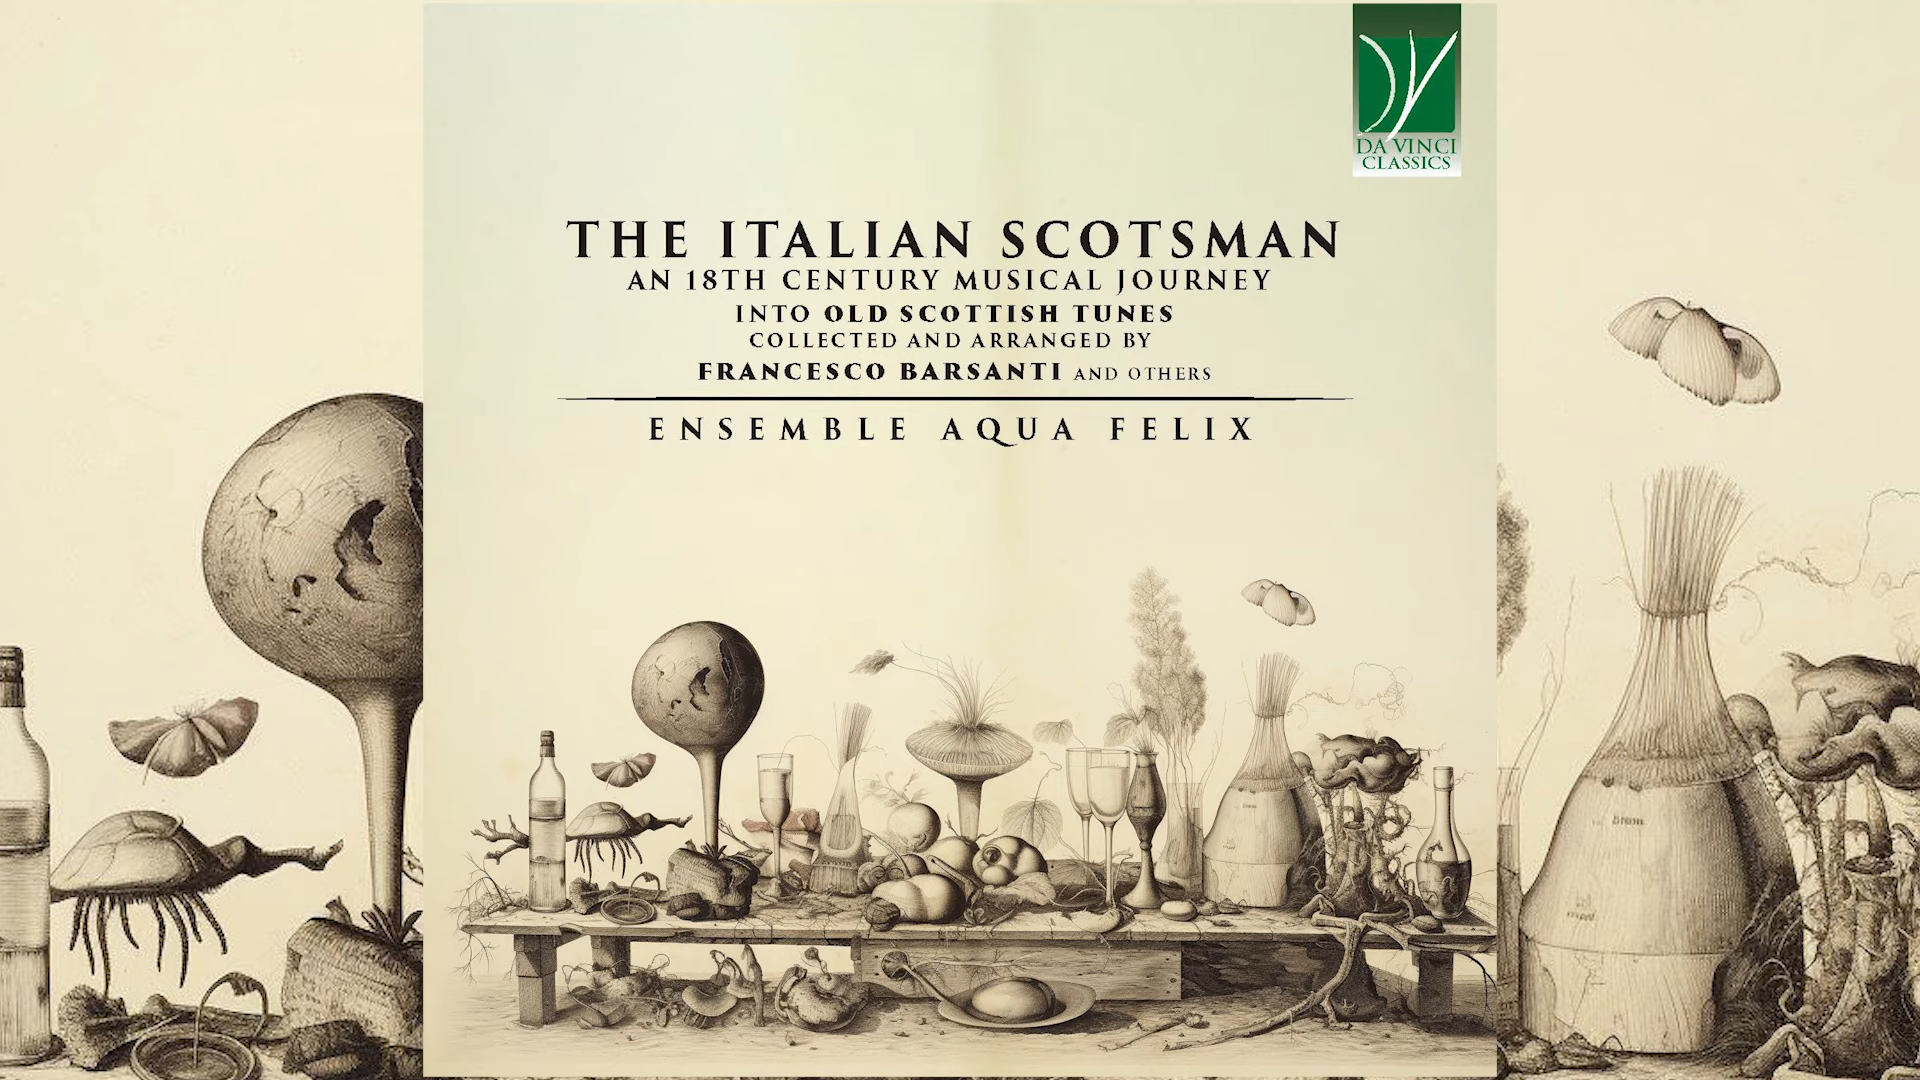 DA VINCI
CLASSICS
THE ITALIAN SCOTSMAN
AN 18TH CENTURY MUSICAL JOURNEY
INTO OLD SCOTTISH TUNES
COLLECTED AND ARRANGED BY
FRANCESCO BARSANTI AND OTHERS
ENSEMBLE AQUA FELIX